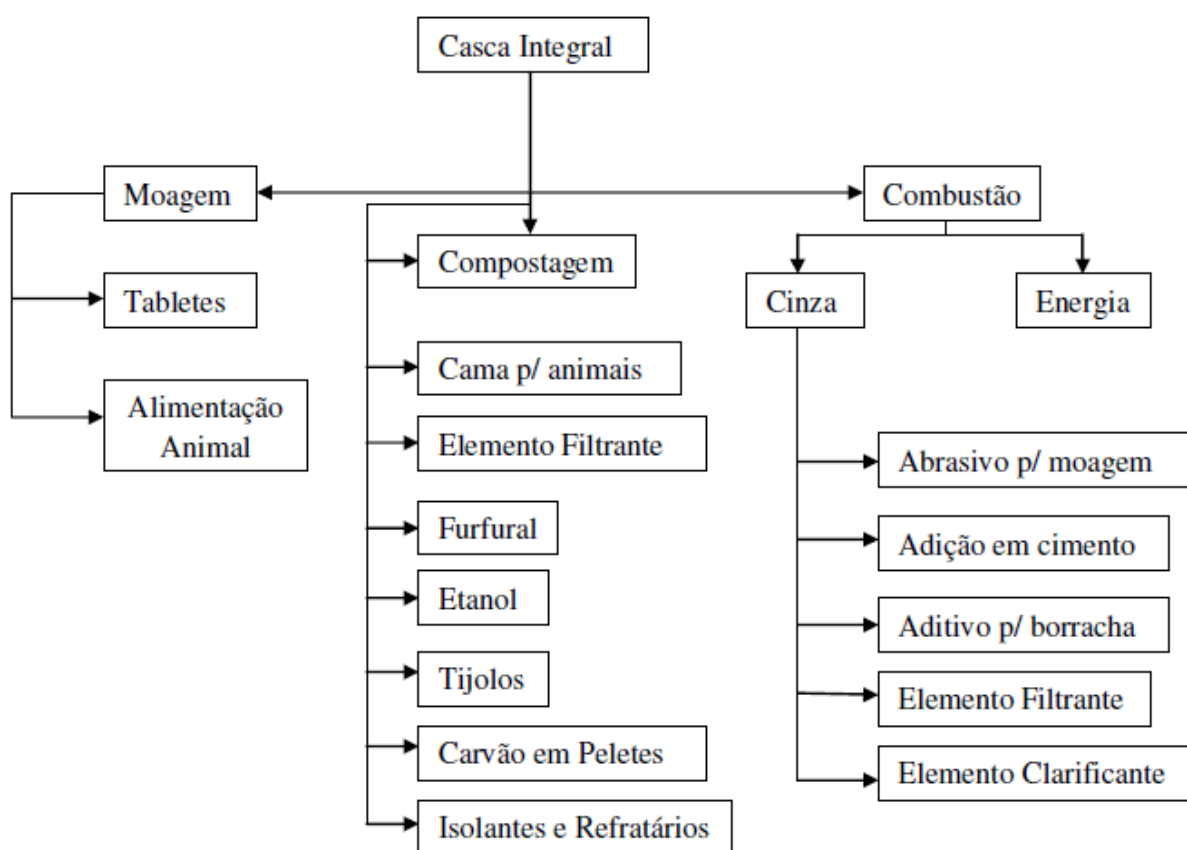 Casca Integral
Moagem
Combustão
Compostagem
Tabletes
Cinza
Energia
Cama p/ animais
Alimentação
Animal
Elemento Filtrante
Abrasivo p/ moagem
Furfural
Adição em cimento
Etanol
Aditivo p/ borracha
Tijolos
Elemento Filtrante
Carvão em Peletes
Elemento Clarificante
Isolantes e Refratários